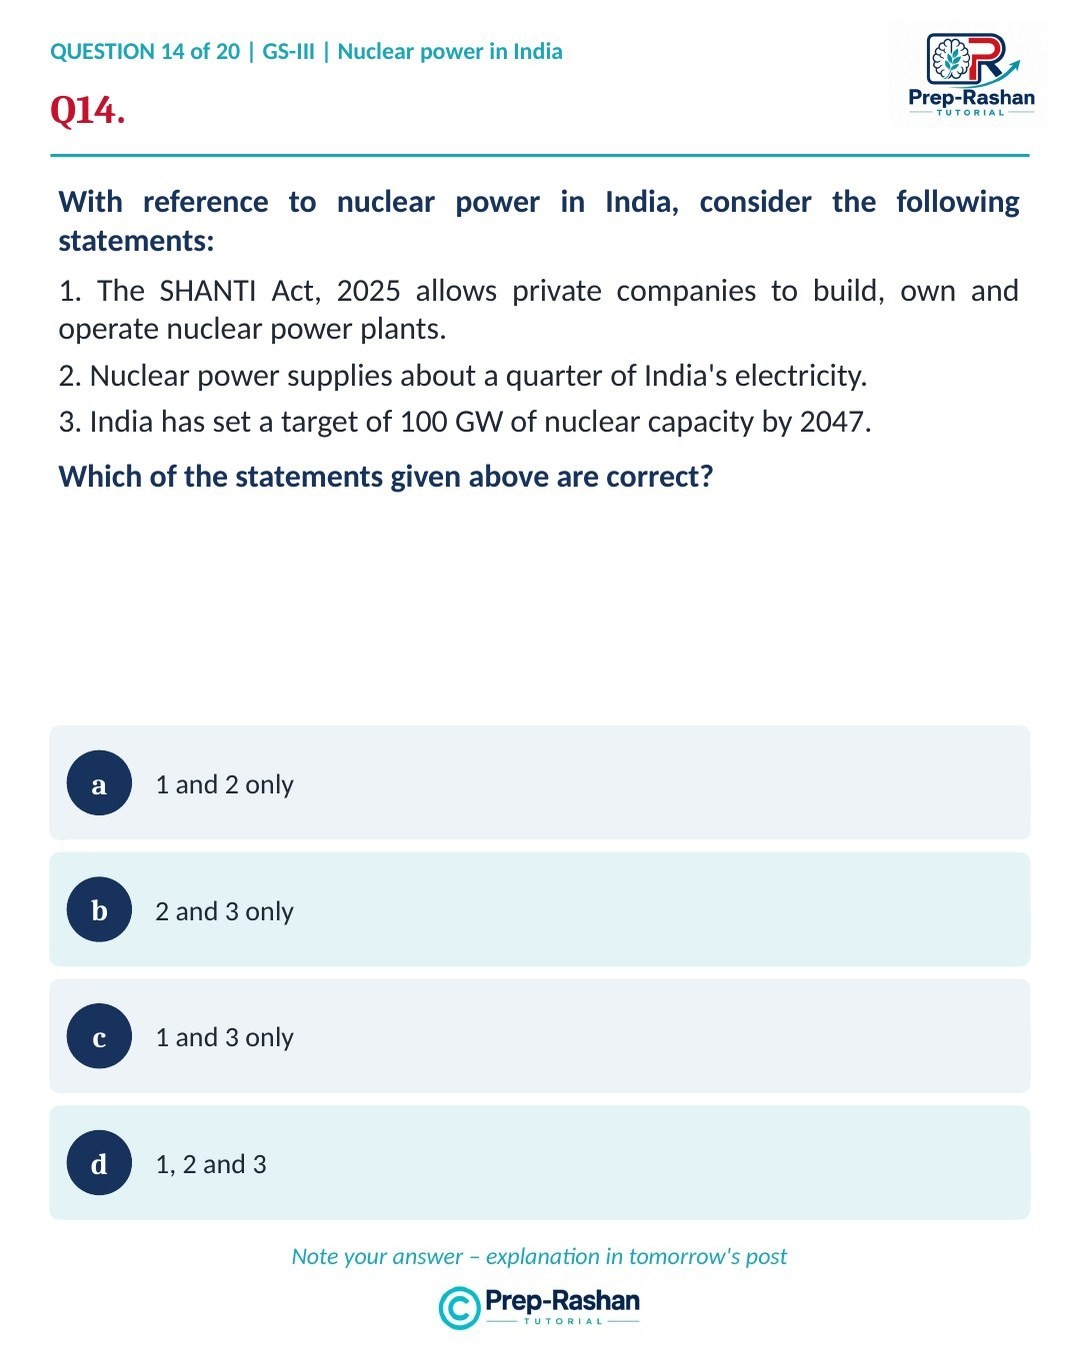 QUESTION 14 of 20 | GS-III | Nuclear power in India
Prep-Rashan
TUTORIAL
Q14.
With reference to nuclear power in India, consider the following
statements:
1. The SHANTI Act, 2025 allows private companies to build, own and
operate nuclear power plants.
2. Nuclear power supplies about a quarter of India's electricity.
3. India has set a target of 100 GW of nuclear capacity by 2047.
Which of the statements given above are correct?
a 1 and 2 only
b 2 and 3 only
c 1 and 3 only
d 1, 2 and 3
Note your answer – explanation in tomorrow's post
© Prep-Rashan
TUTORIAL